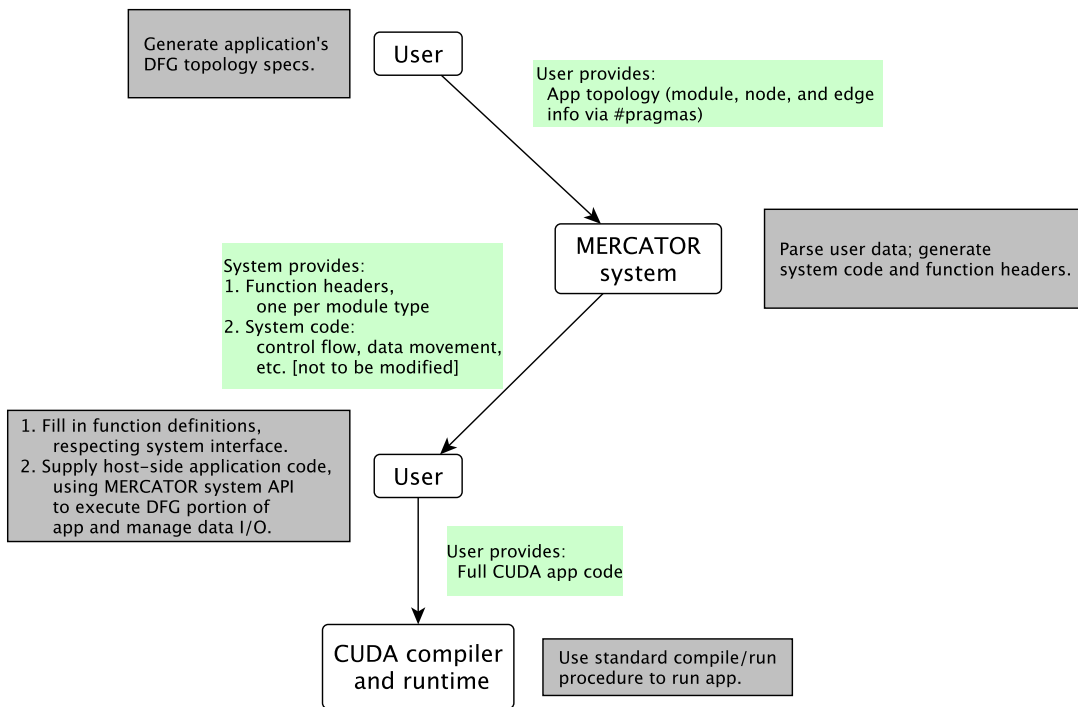 Generate application's
DFG topology specs.
User
User provides:
App topology (module, node, and edge
info via #pragmas)
MERCATOR
system
Parse user data; generate
system code and function headers.
System provides:
1. Function headers,
one per module type
2. System code:
control flow, data movement,
etc. [not to be modified]
1. Fill in function definitions,
respecting system interface.
2. Supply host-side application code,
using MERCATOR system API
to execute DFG portion of
app and manage data I/O.
User
User provides:
Full CUDA app code
CUDA compiler
and runtime
Use standard compile/run
procedure to run app.